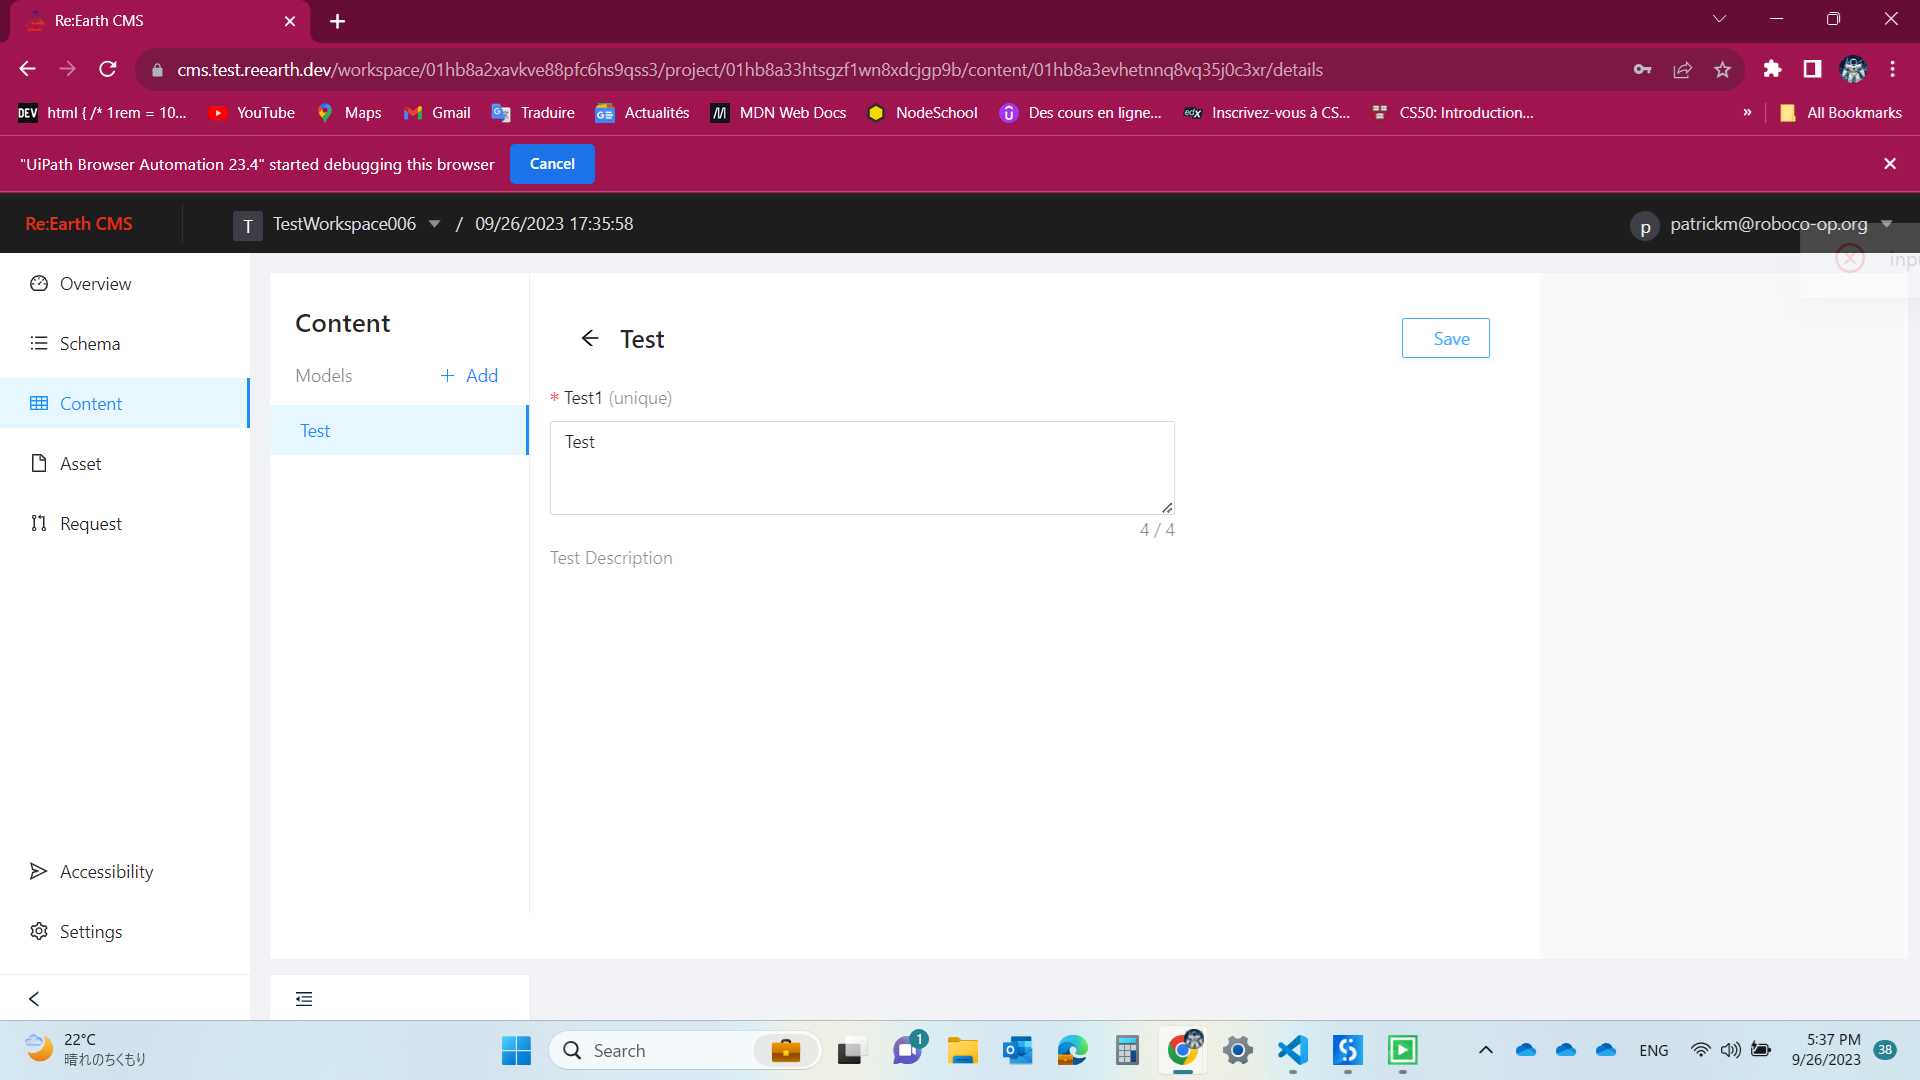 Re:Earth CMS
cms.test.reearth.dev/workspace/01hb8a2xavkve88pfc6hs9qss3/project/01hb8a33htsgzf1wn8xdcjgp9b/content/01hb8a3evhetnnq8vq35j0c3xr/details
DEV html { /* 1rem = 10... YouTube Maps Gmail Traduire Actualités MDN Web Docs NodeSchool Des cours en ligne... edX Inscrivez-vous à CS... CS50: Introduction... » All Bookmarks
"UiPath Browser Automation 23.4" started debugging this browser Cancel
Re:Earth CMS T TestWorkspace006 / 09/26/2023 17:35:58 p patrickm@roboco-op.org
Overview
Schema
Content
Asset
Request
Accessibility
Settings
Content
Models + Add
Test
Test
Save
* Test1 (unique)
Test
4 / 4
Test Description
22°C
晴れのちくもり
Search
1
ENG
5:37 PM
9/26/2023
38